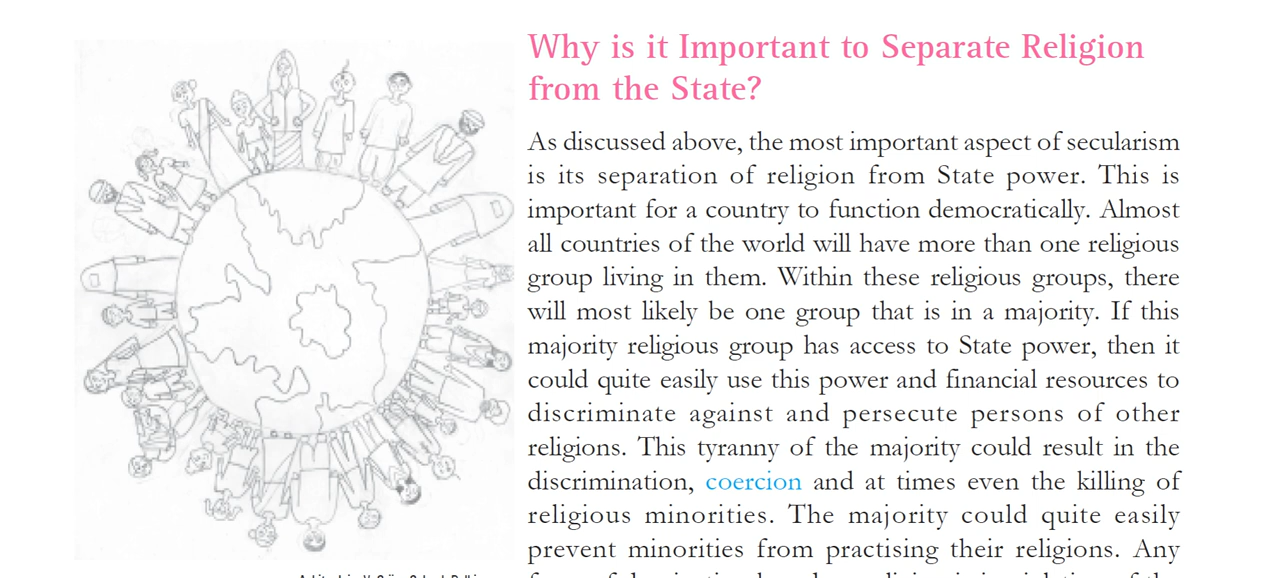 Why is it Important to Separate Religion
from the State?
As discussed above, the most important aspect of secularism
is its separation of religion from State power. This is
important for a country to function democratically. Almost
all countries of the world will have more than one religious
group living in them. Within these religious groups, there
will most likely be one group that is in a majority. If this
majority religious group has access to State power, then it
could quite easily use this power and financial resources to
discriminate against and persecute persons of other
religions. This tyranny of the majority could result in the
discrimination, coercion and at times even the killing of
religious minorities. The majority could quite easily
prevent minorities from practising their religions. Any